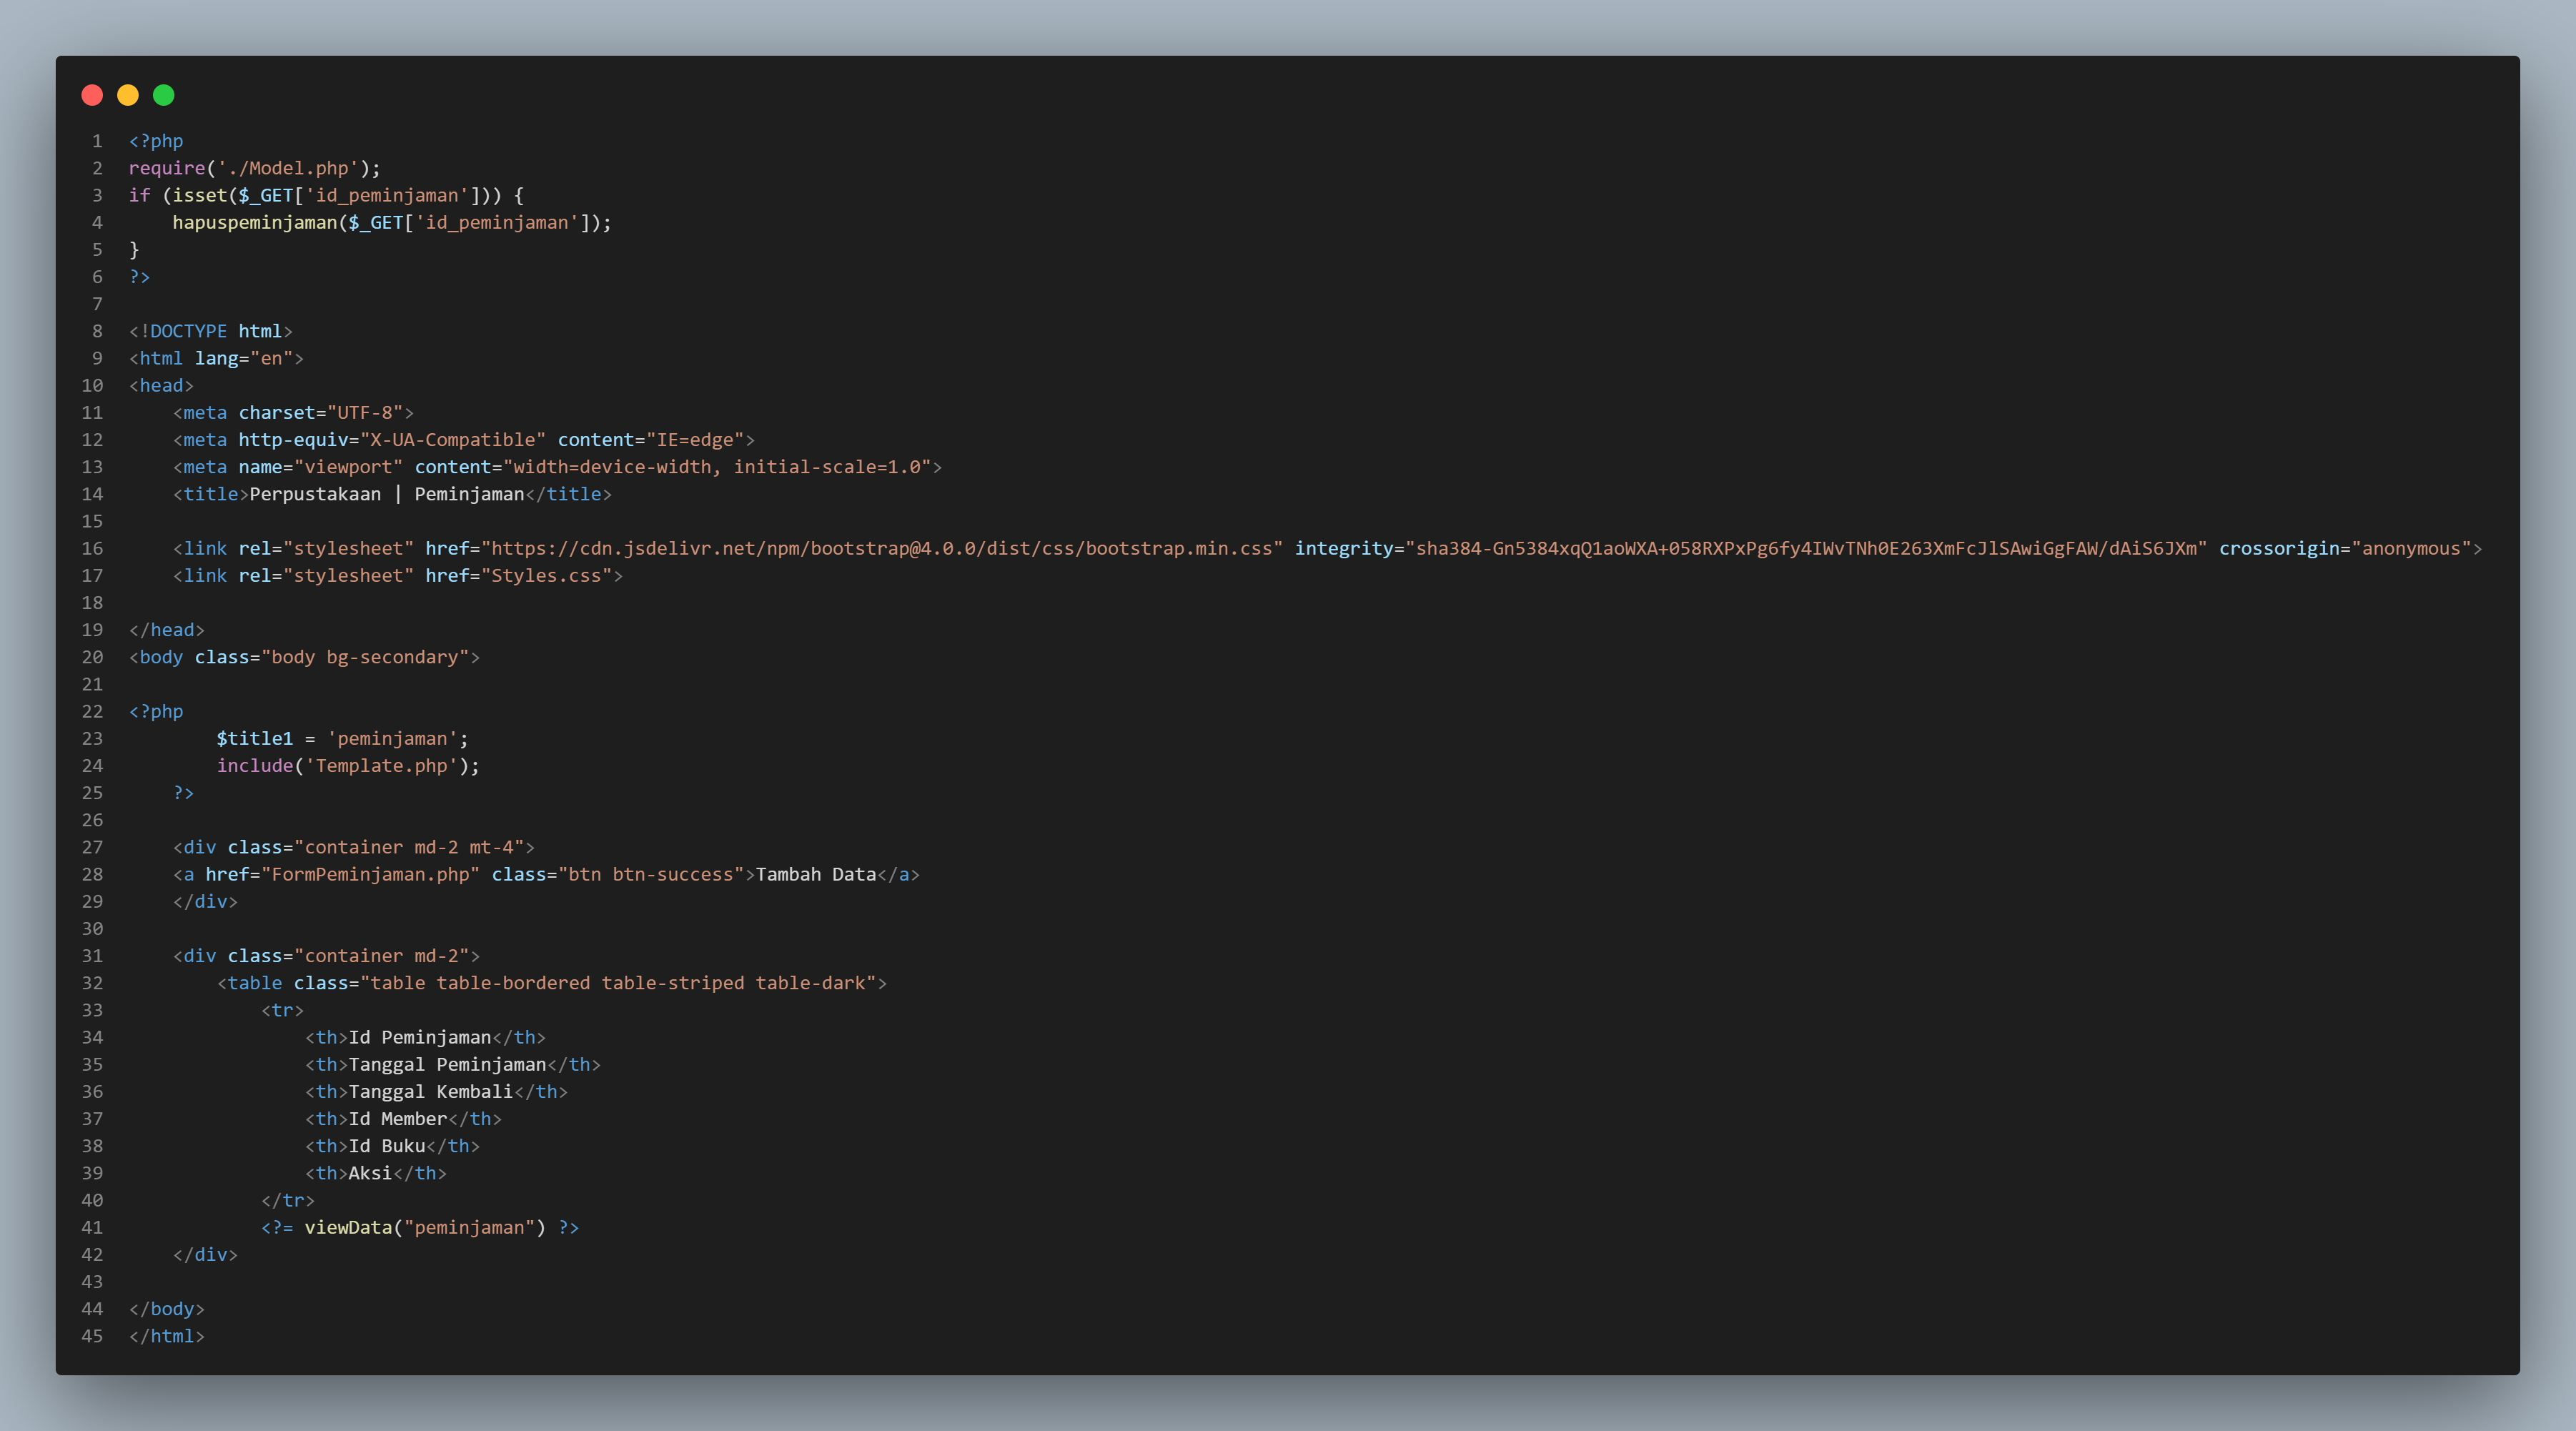 1 <?php
2 require('./Model.php');
3 if (isset($_GET['id_peminjaman'])) {
4     hapuspeminjaman($_GET['id_peminjaman']);
5 }
6 ?>
7
8 <!DOCTYPE html>
9 <html lang="en">
10 <head>
11     <meta charset="UTF-8">
12     <meta http-equiv="X-UA-Compatible" content="IE=edge">
13     <meta name="viewport" content="width=device-width, initial-scale=1.0">
14     <title>Perpustakaan | Peminjaman</title>
15
16     <link rel="stylesheet" href="https://cdn.jsdelivr.net/npm/bootstrap@4.0.0/dist/css/bootstrap.min.css" integrity="sha384-Gn5384xqQ1aoWXA+058RXPxPg6fy4IWvTNh0E263XmFcJlSAwiGgFAW/dAiS6JXm" crossorigin="anonymous">
17     <link rel="stylesheet" href="Styles.css">
18
19 </head>
20 <body class="body bg-secondary">
21
22 <?php
23         $title1 = 'peminjaman';
24         include('Template.php');
25     ?>
26
27     <div class="container md-2 mt-4">
28     <a href="FormPeminjaman.php" class="btn btn-success">Tambah Data</a>
29     </div>
30
31     <div class="container md-2">
32         <table class="table table-bordered table-striped table-dark">
33             <tr>
34                 <th>Id Peminjaman</th>
35                 <th>Tanggal Peminjaman</th>
36                 <th>Tanggal Kembali</th>
37                 <th>Id Member</th>
38                 <th>Id Buku</th>
39                 <th>Aksi</th>
40             </tr>
41             <?= viewData("peminjaman") ?>
42     </div>
43
44 </body>
45 </html>